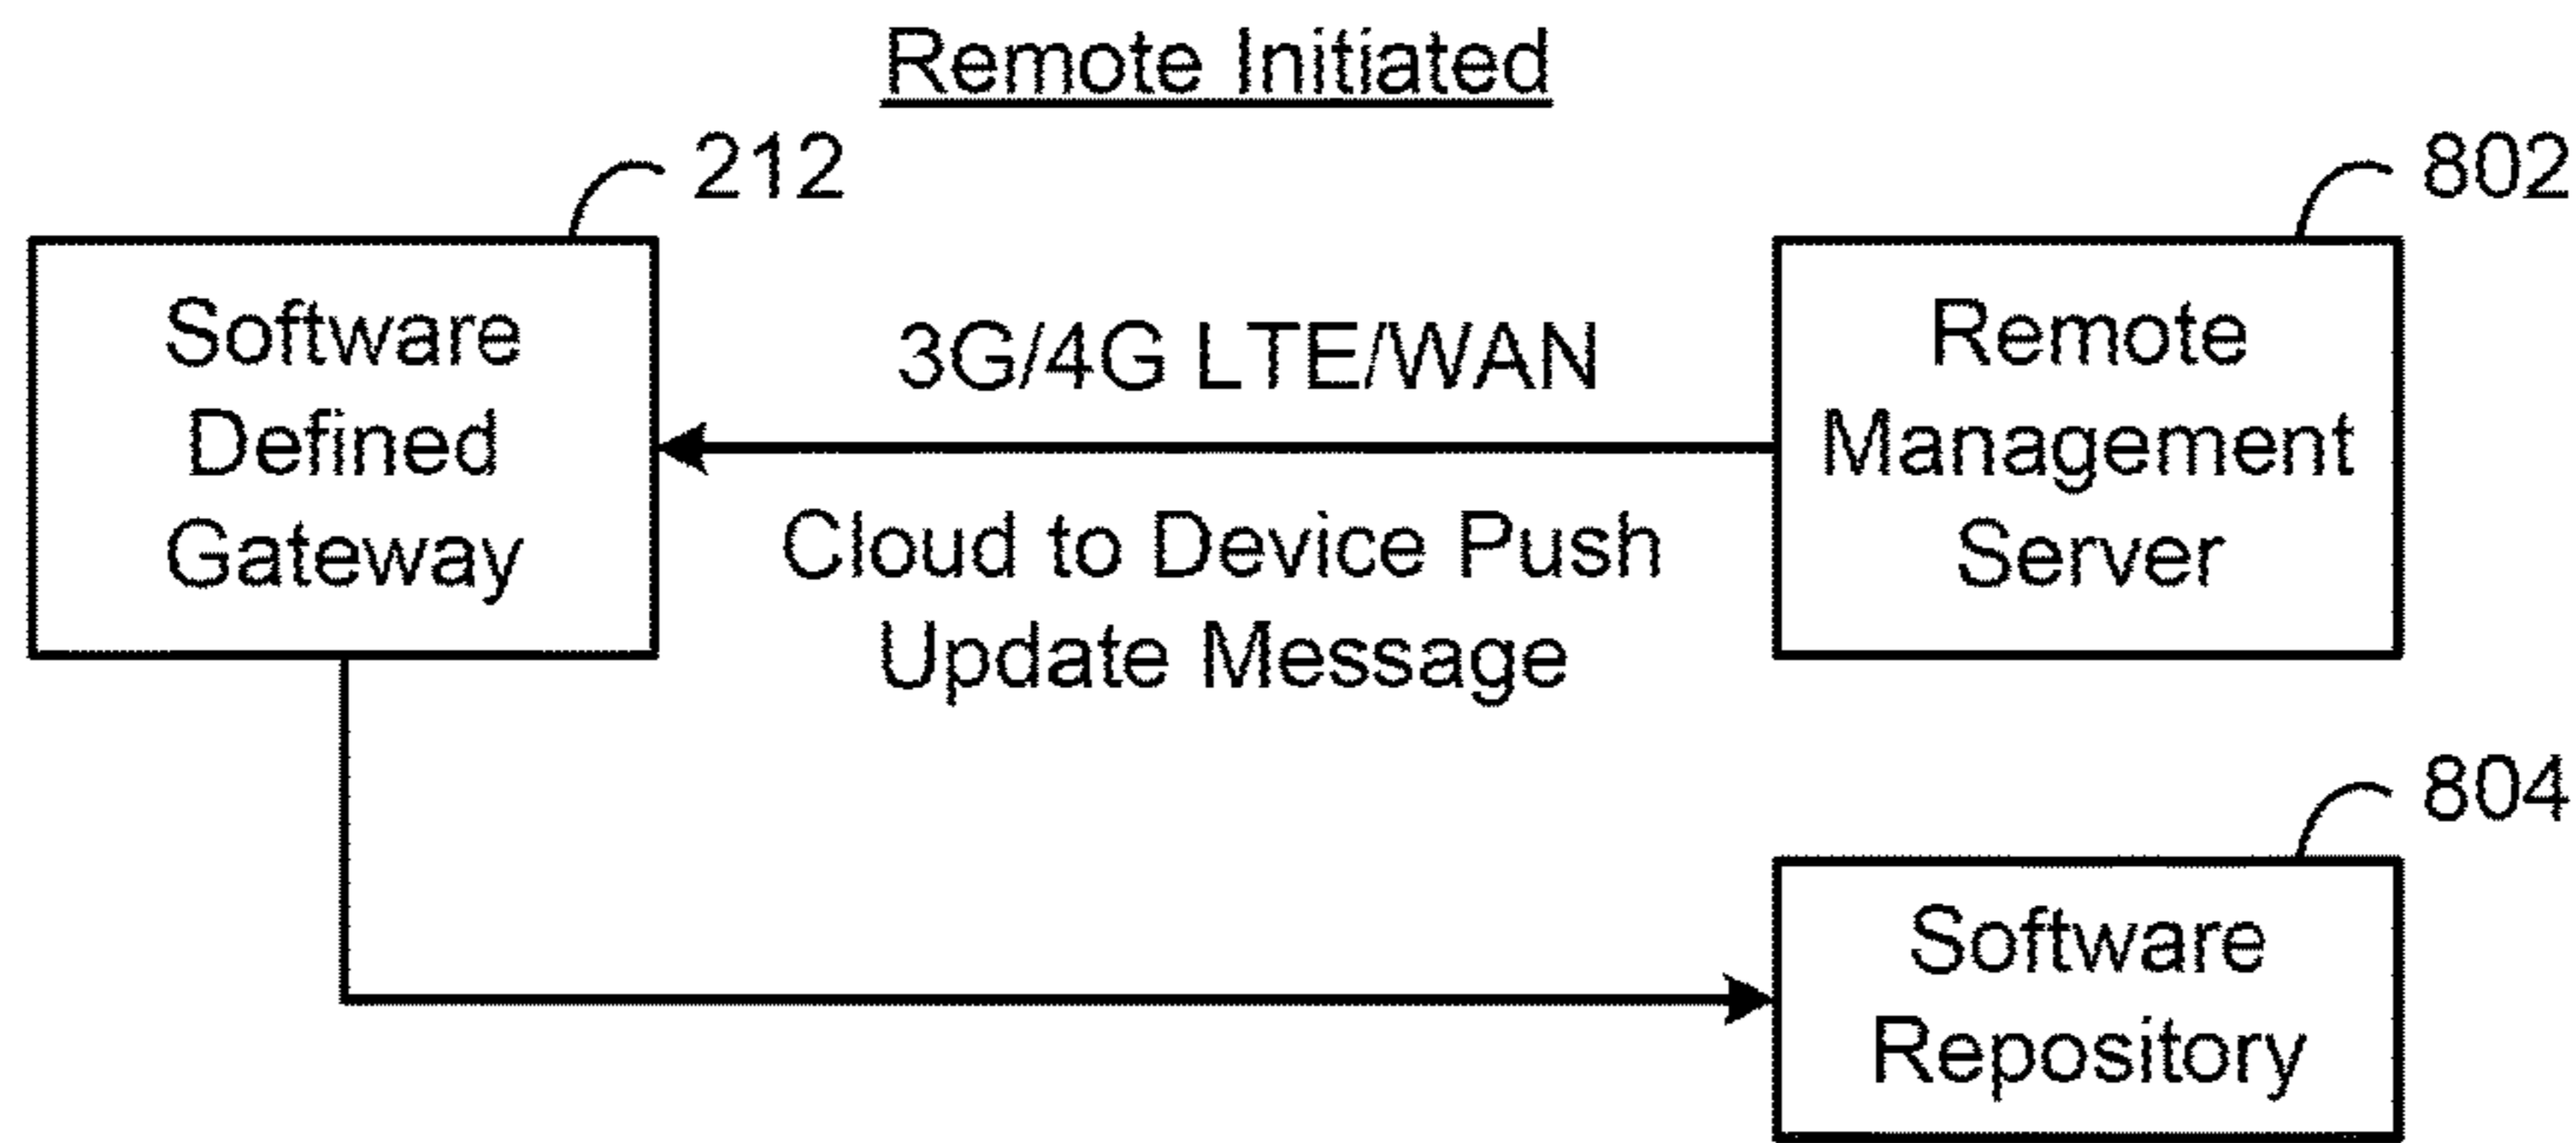 Remote Initiated
212
802
Software
Defined
Gateway
3G/4G LTE/WAN
Cloud to Device Push
Update Message
Remote
Management
Server
804
Software
Repository